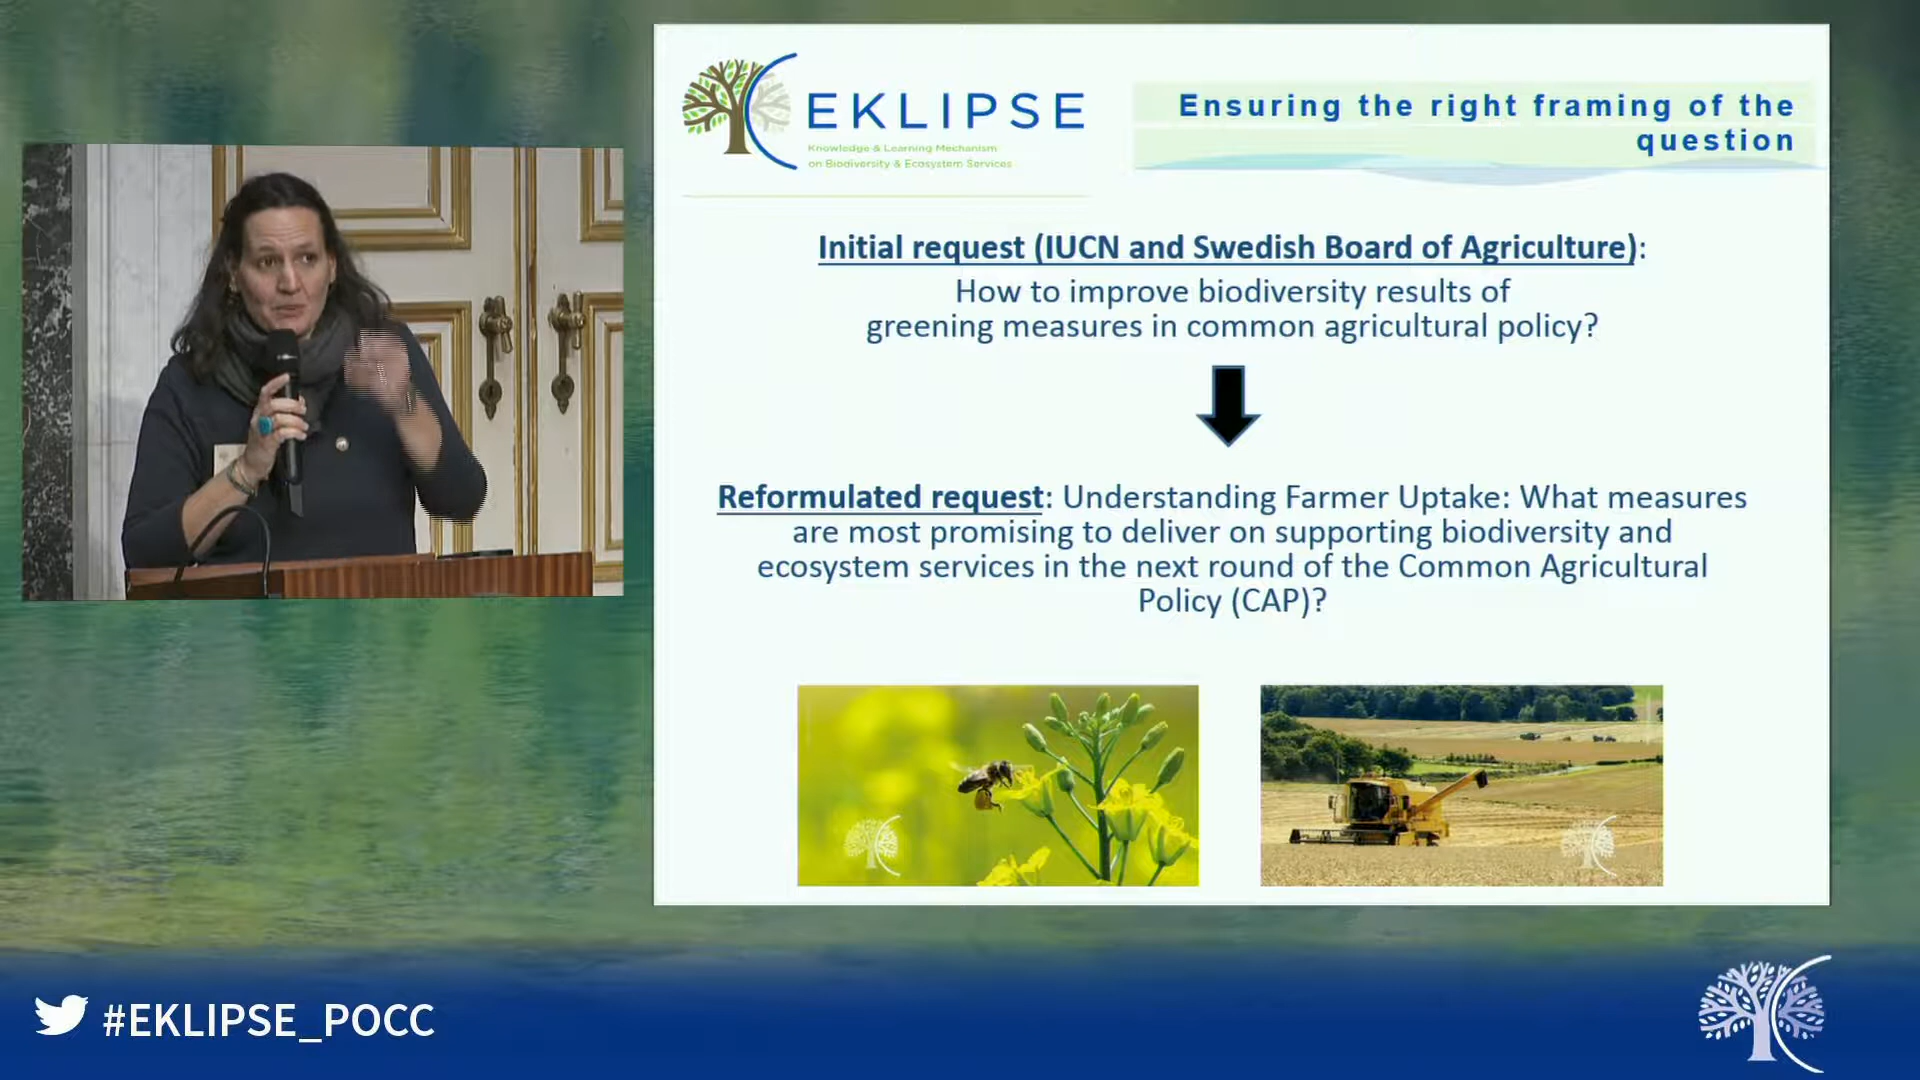 EKLIPSE
Knowledge & Learning Mechanism
on Biodiversity & Ecosystem Services
Ensuring the right framing of the
question
Initial request (IUCN and Swedish Board of Agriculture):
How to improve biodiversity results of
greening measures in common agricultural policy?
Reformulated request: Understanding Farmer Uptake: What measures
are most promising to deliver on supporting biodiversity and
ecosystem services in the next round of the Common Agricultural
Policy (CAP)?
#EKLIPSE_POCC